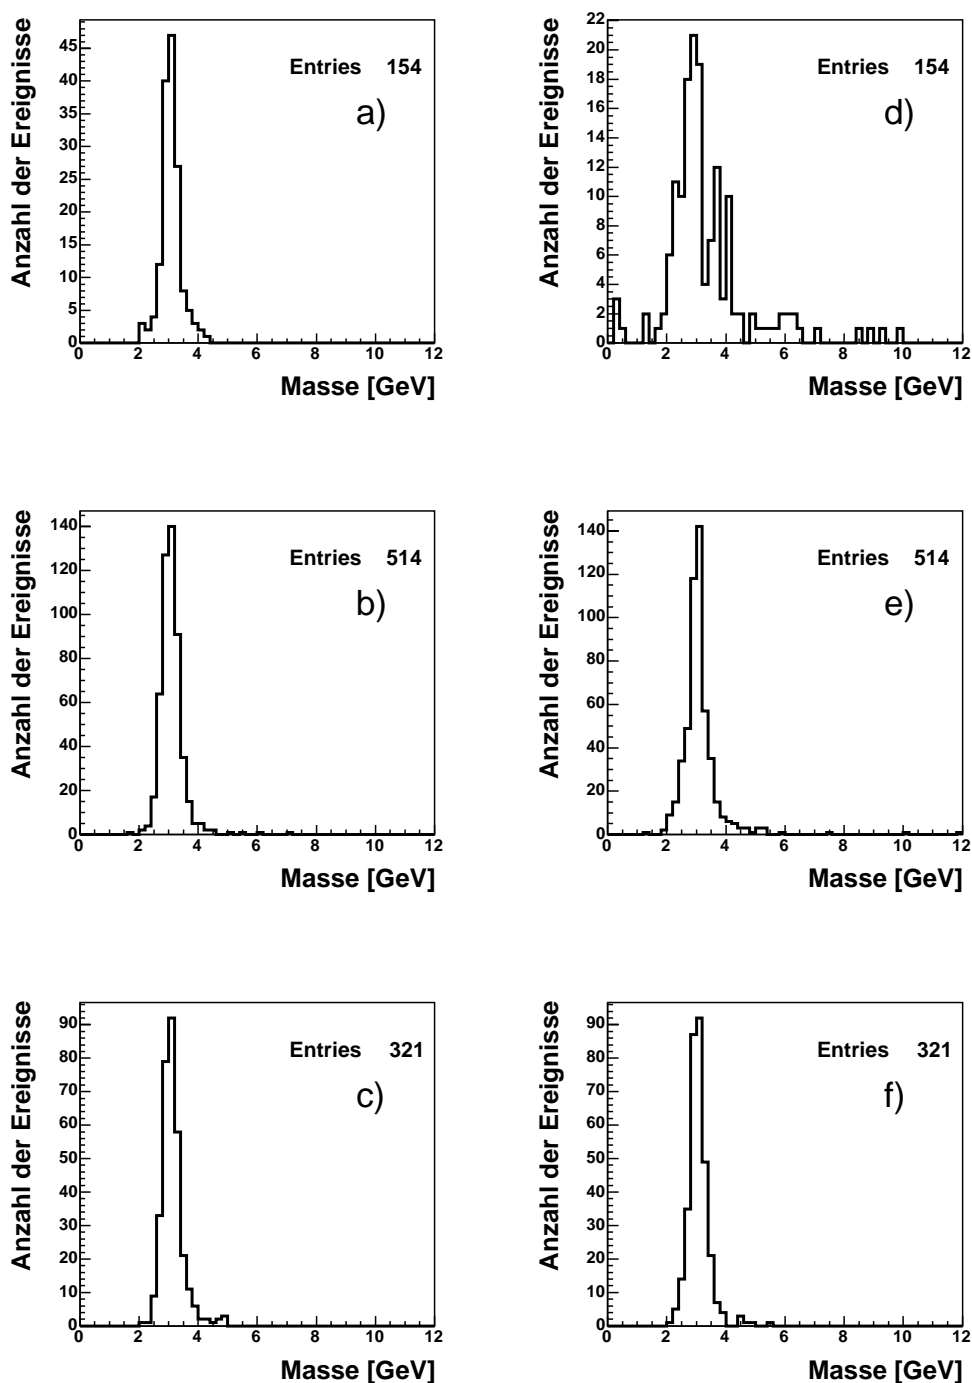 Anzahl der Ereignisse
45
40
35
30
25
20
15
10
5
0
Entries 154
a)
0 2 4 6 8 10 12
Masse [GeV]
Anzahl der Ereignisse
22
20
18
16
14
12
10
8
6
4
2
0
Entries 154
d)
0 2 4 6 8 10 12
Masse [GeV]
Anzahl der Ereignisse
140
120
100
80
60
40
20
0
Entries 514
b)
0 2 4 6 8 10 12
Masse [GeV]
Anzahl der Ereignisse
140
120
100
80
60
40
20
0
Entries 514
e)
0 2 4 6 8 10 12
Masse [GeV]
Anzahl der Ereignisse
90
80
70
60
50
40
30
20
10
0
Entries 321
c)
0 2 4 6 8 10 12
Masse [GeV]
Anzahl der Ereignisse
90
80
70
60
50
40
30
20
10
0
Entries 321
f)
0 2 4 6 8 10 12
Masse [GeV]